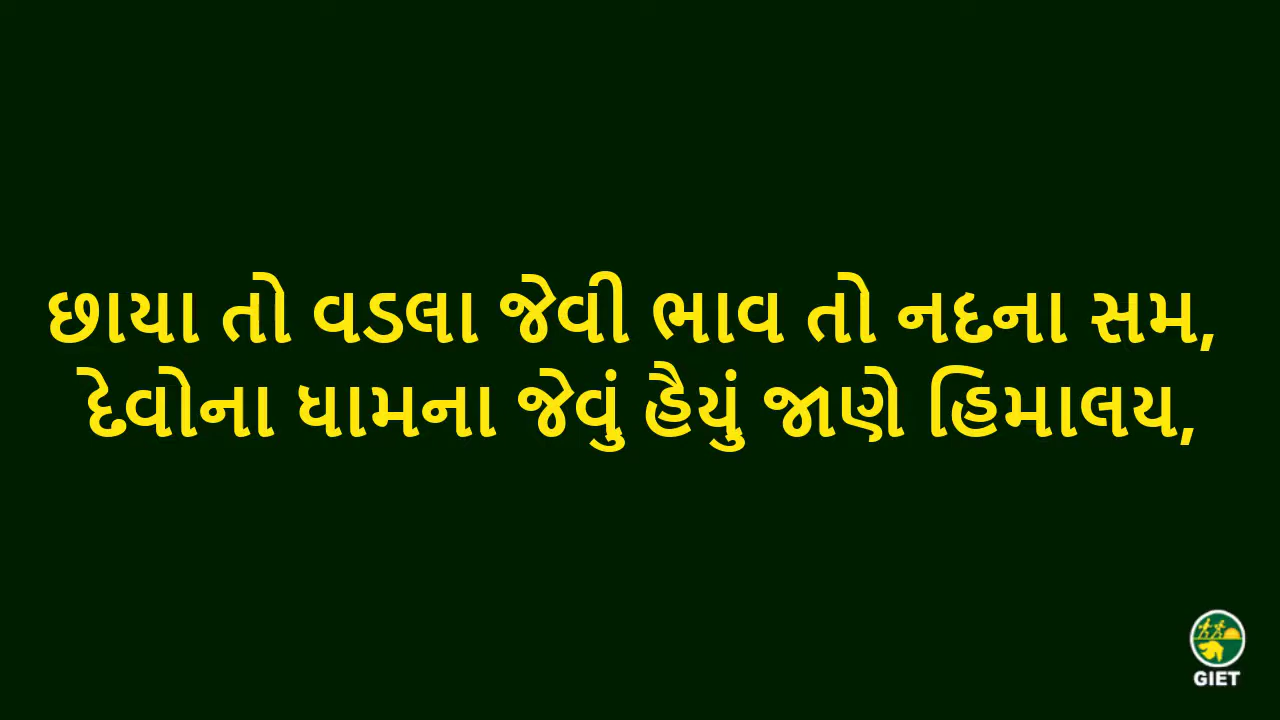 છાયા તો વડલા જેવી ભાવ તો નદના સમ,
દેવોના ધામના જેવું હૈયું જાણે હિમાલય,
GIET